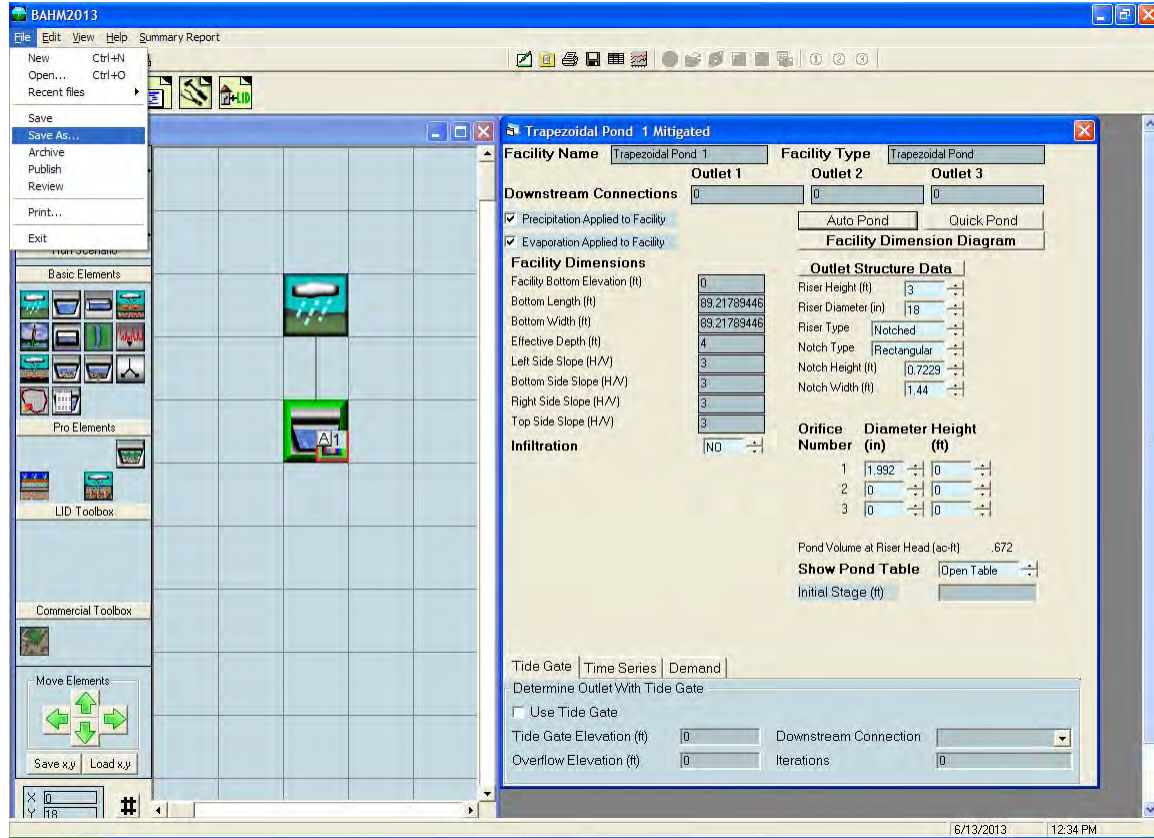 BAHM2013
File Edit View Help Summary Report
New Ctrl+N
Open... Ctrl+O
Recent files
Save
Save As...
Archive
Publish
Review
Print...
Exit
+LID
Basic Elements
Pro Elements
LID Toolbox
Commercial Toolbox
Move Elements
Save x,y Load x,y
X 0
Y 18
#
A 1
Trapezoidal Pond 1 Mitigated
Facility Name Trapezoidal Pond 1 Facility Type Trapezoidal Pond
Outlet 1 Outlet 2 Outlet 3
Downstream Connections 0 0 0
Precipitation Applied to Facility Auto Pond Quick Pond
Evaporation Applied to Facility Facility Dimension Diagram
Facility Dimensions
Facility Bottom Elevation (ft) 0
Bottom Length (ft) 89.21789446
Bottom Width (ft) 89.21789446
Effective Depth (ft) 4
Left Side Slope (H/V) 3
Bottom Side Slope (H/V) 3
Right Side Slope (H/V) 3
Top Side Slope (H/V) 3
Infiltration NO
Outlet Structure Data
Riser Height (ft) 3
Riser Diameter (in) 18
Riser Type Notched
Notch Type Rectangular
Notch Height (ft) 0.7229
Notch Width (ft) 1.44
Orifice Diameter Height
Number (in) (ft)
1 1.992 0
2 0 0
3 0 0
Pond Volume at Riser Head (ac-ft) .672
Show Pond Table Open Table
Initial Stage (ft)
Tide Gate Time Series Demand
Determine Outlet With Tide Gate
Use Tide Gate
Tide Gate Elevation (ft) 0 Downstream Connection
Overflow Elevation (ft) 0 Iterations 0
6/13/2013 12:34 PM